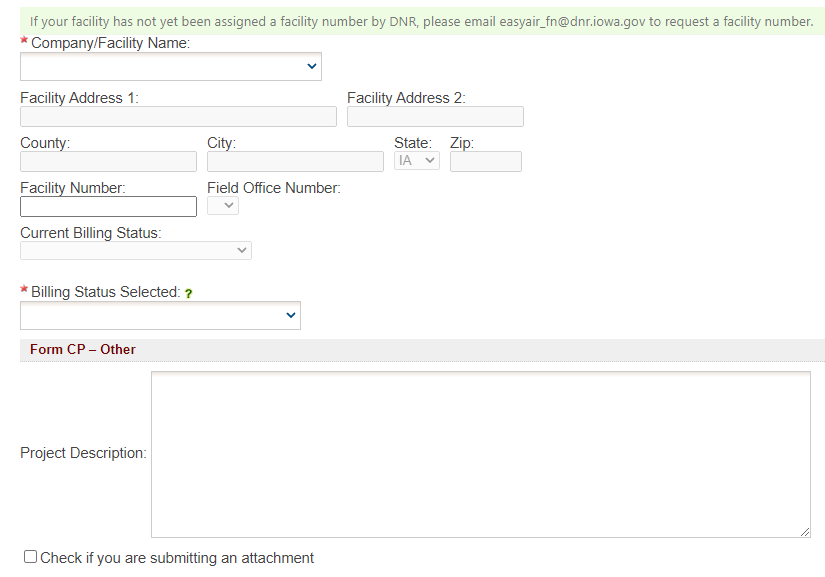 If your facility has not yet been assigned a facility number by DNR, please email easyair_fn@dnr.iowa.gov to request a facility number.
* Company/Facility Name:
Facility Address 1: Facility Address 2:
County: City: State: Zip:
IA
Facility Number: Field Office Number:
Current Billing Status:
* Billing Status Selected: ?
Form CP – Other
Project Description:
Check if you are submitting an attachment